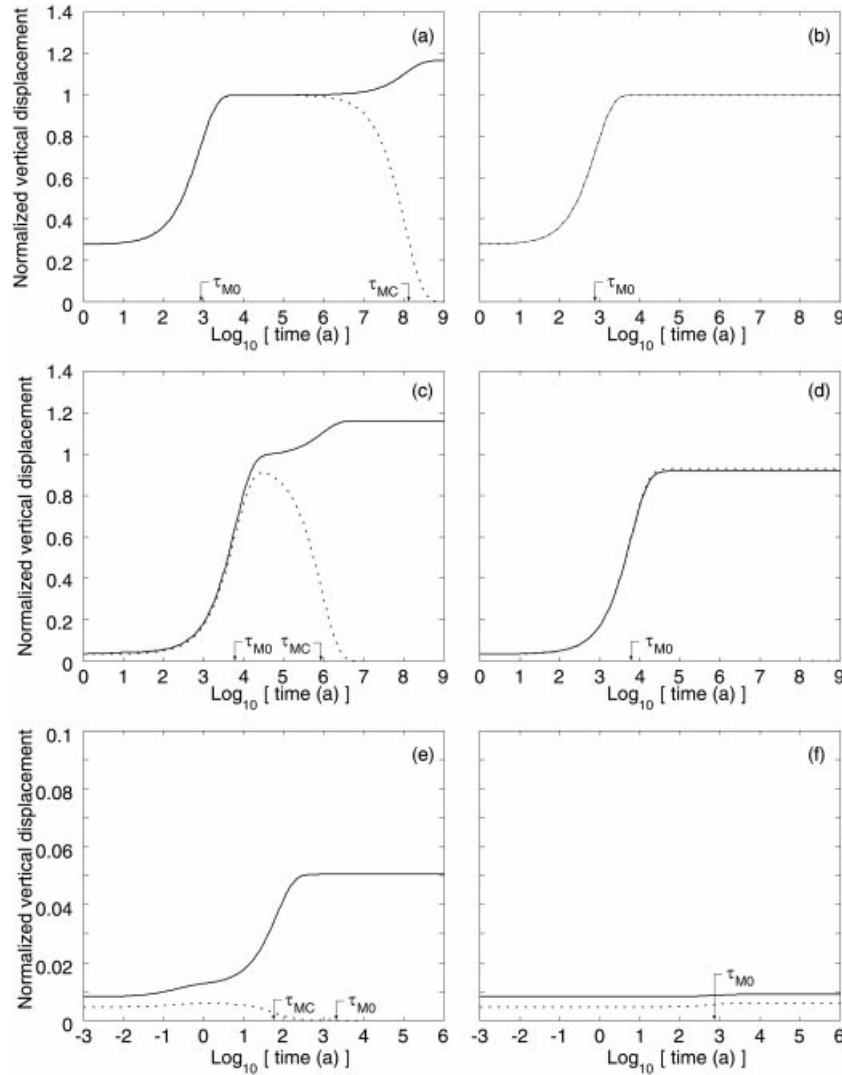 (a)
Normalized vertical displacement
1.4
1.2
1
0.8
0.6
0.4
0.2
0
τM0
τMC
0 1 2 3 4 5 6 7 8 9
Log10 [ time (a) ]
(b)
τM0
0 1 2 3 4 5 6 7 8 9
Log10 [ time (a) ]
(c)
Normalized vertical displacement
1.4
1.2
1
0.8
0.6
0.4
0.2
0
τM0 τMC
0 1 2 3 4 5 6 7 8 9
Log10 [ time (a) ]
(d)
τM0
0 1 2 3 4 5 6 7 8 9
Log10 [ time (a) ]
(e)
Normalized vertical displacement
0.1
0.08
0.06
0.04
0.02
0
τMC τM0
-3 -2 -1 0 1 2 3 4 5 6
Log10 [ time (a) ]
(f)
τM0
-3 -2 -1 0 1 2 3 4 5 6
Log10 [ time (a) ]